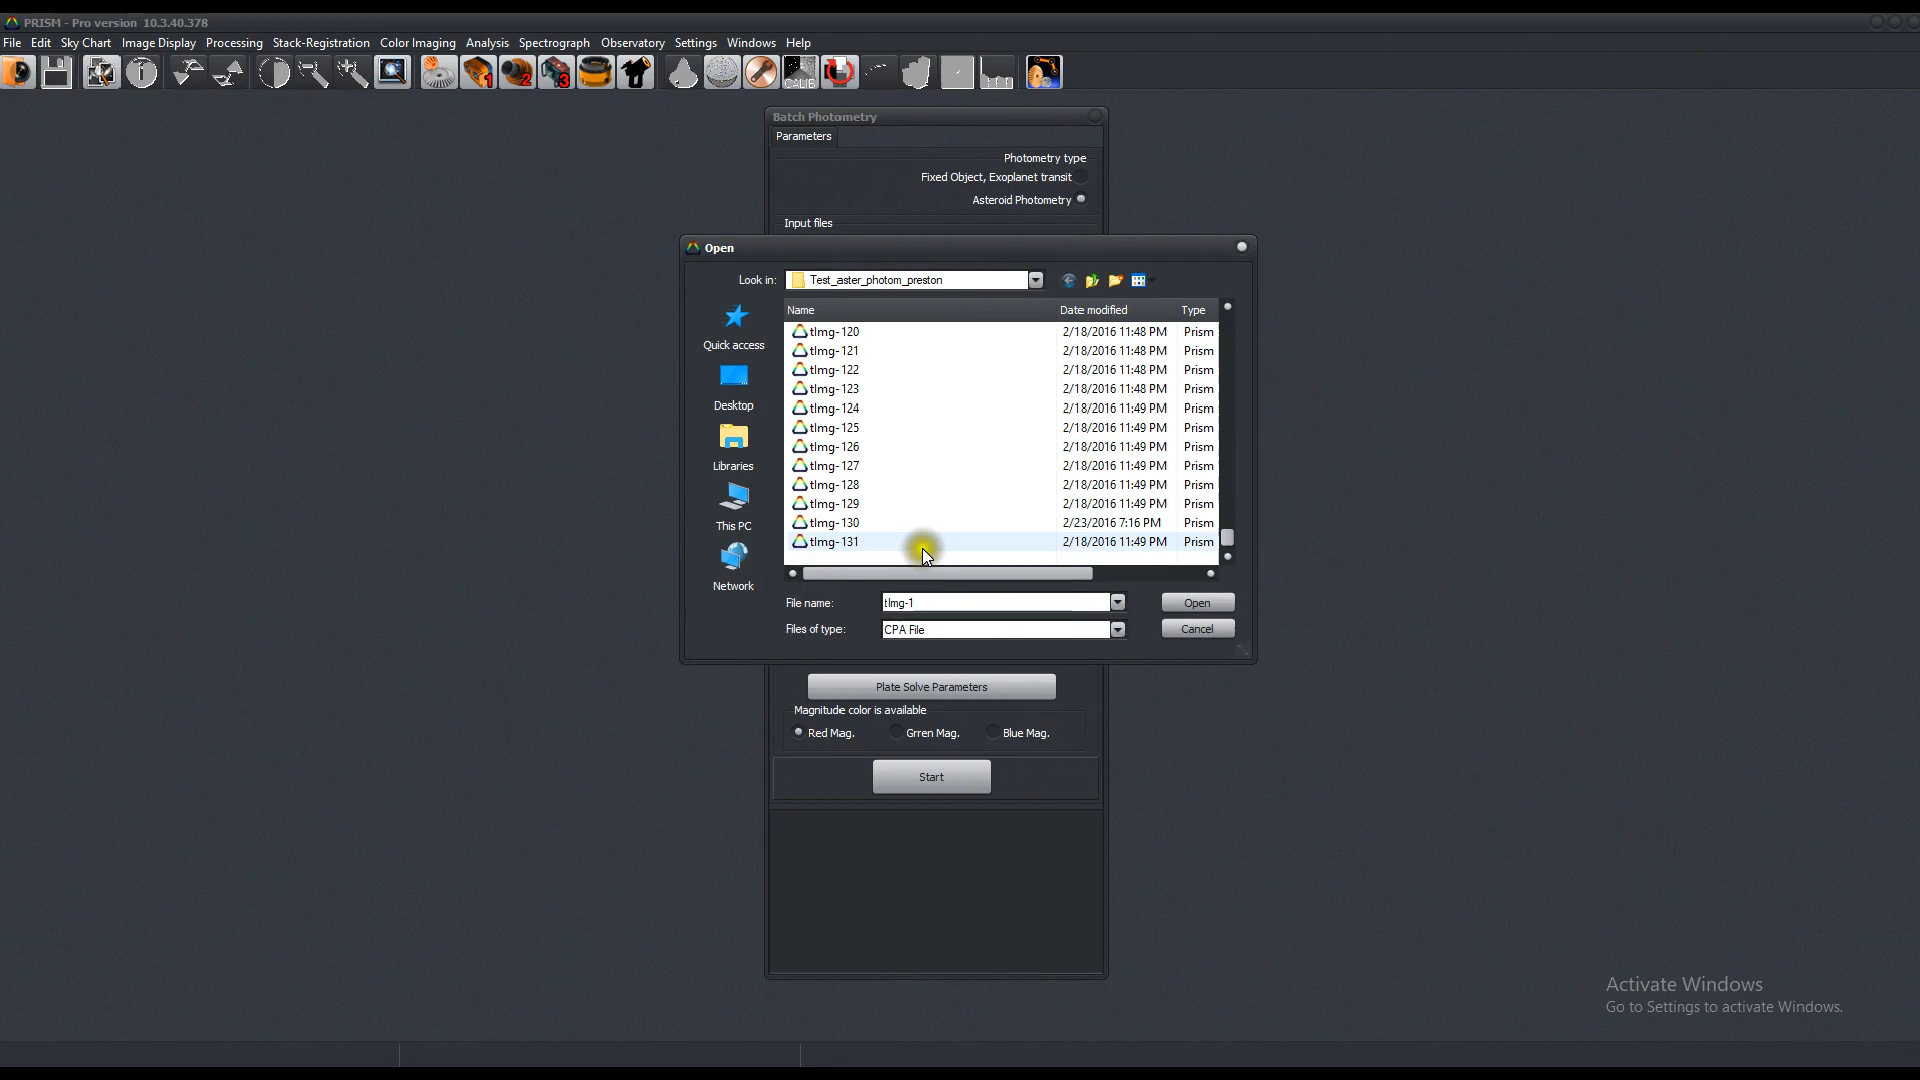 PRISM - Pro version 10.3.40.378
File Edit Sky Chart Image Display Processing Stack-Registration Color Imaging Analysis Spectrograph Observatory Settings Windows Help
1 2 3 CALIB
Batch Photometry
Parameters
Photometry type
Fixed Object, Exoplanet transit
Asteroid Photometry
Input files
Open
Look in: Test_aster_photom_preston
Name Date modified Type
tImg-120 2/18/2016 11:48 PM Prism
tImg-121 2/18/2016 11:48 PM Prism
tImg-122 2/18/2016 11:48 PM Prism
tImg-123 2/18/2016 11:48 PM Prism
tImg-124 2/18/2016 11:49 PM Prism
tImg-125 2/18/2016 11:49 PM Prism
tImg-126 2/18/2016 11:49 PM Prism
tImg-127 2/18/2016 11:49 PM Prism
tImg-128 2/18/2016 11:49 PM Prism
tImg-129 2/18/2016 11:49 PM Prism
tImg-130 2/23/2016 7:16 PM Prism
tImg-131 2/18/2016 11:49 PM Prism
Quick access
Desktop
Libraries
This PC
Network
File name: tImg-1 Open
Files of type: CPA File Cancel
Plate Solve Parameters
Magnitude color is available
Red Mag. Grren Mag. Blue Mag.
Start
Activate Windows
Go to Settings to activate Windows.